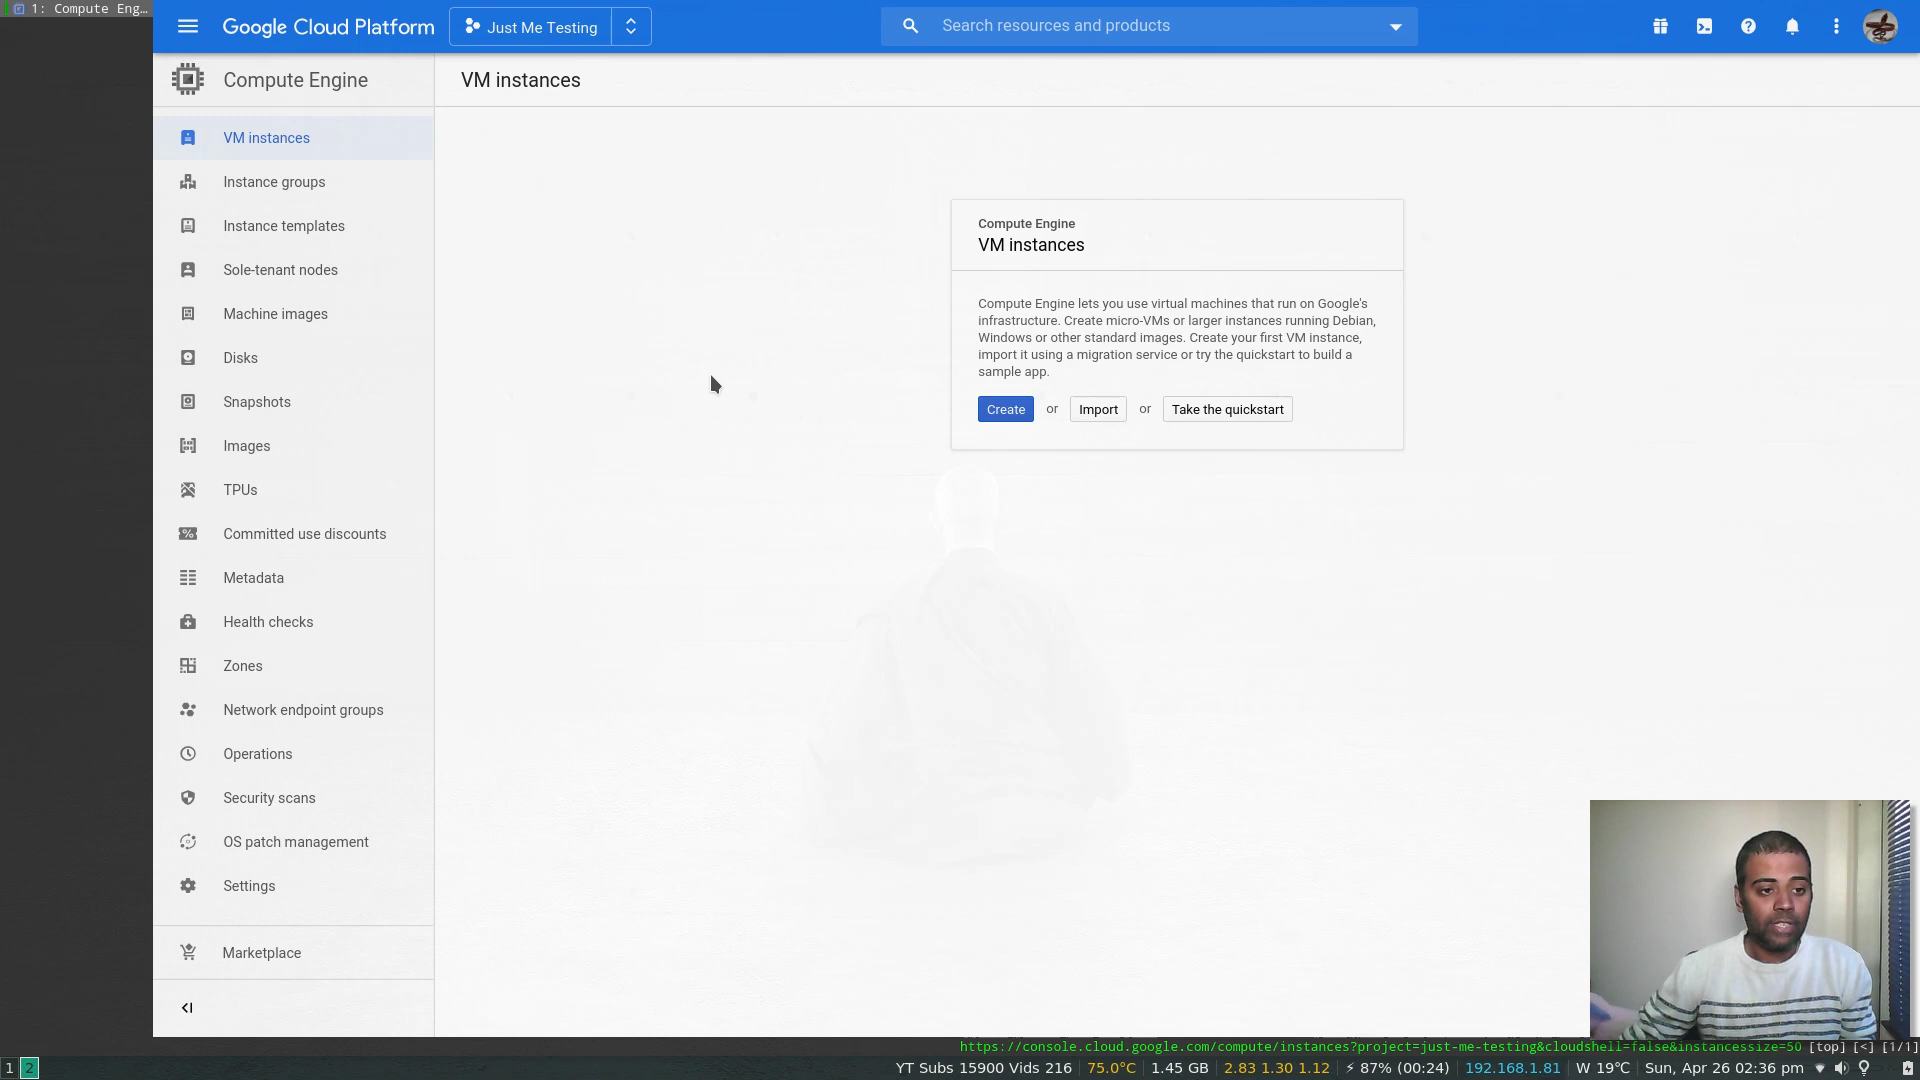 1: Compute Eng…
Google Cloud Platform
Just Me Testing
Search resources and products
Compute Engine
VM instances
VM instances
Instance groups
Instance templates
Sole-tenant nodes
Machine images
Disks
Snapshots
Images
TPUs
Committed use discounts
Metadata
Health checks
Zones
Network endpoint groups
Operations
Security scans
OS patch management
Settings
Marketplace
Compute Engine
VM instances
Compute Engine lets you use virtual machines that run on Google's
infrastructure. Create micro-VMs or larger instances running Debian,
Windows or other standard images. Create your first VM instance,
import it using a migration service or try the quickstart to build a
sample app.
Create or Import or Take the quickstart
https://console.cloud.google.com/compute/instances?project=just-me-testing&cloudshell=false&instancessize=50 [top] [<] [1/1]
1 2
YT Subs 15900 Vids 216 75.0°C 1.45 GB 2.83 1.30 1.12 ⚡ 87% (00:24) 192.168.1.81 W 19℃ Sun, Apr 26 02:36 pm